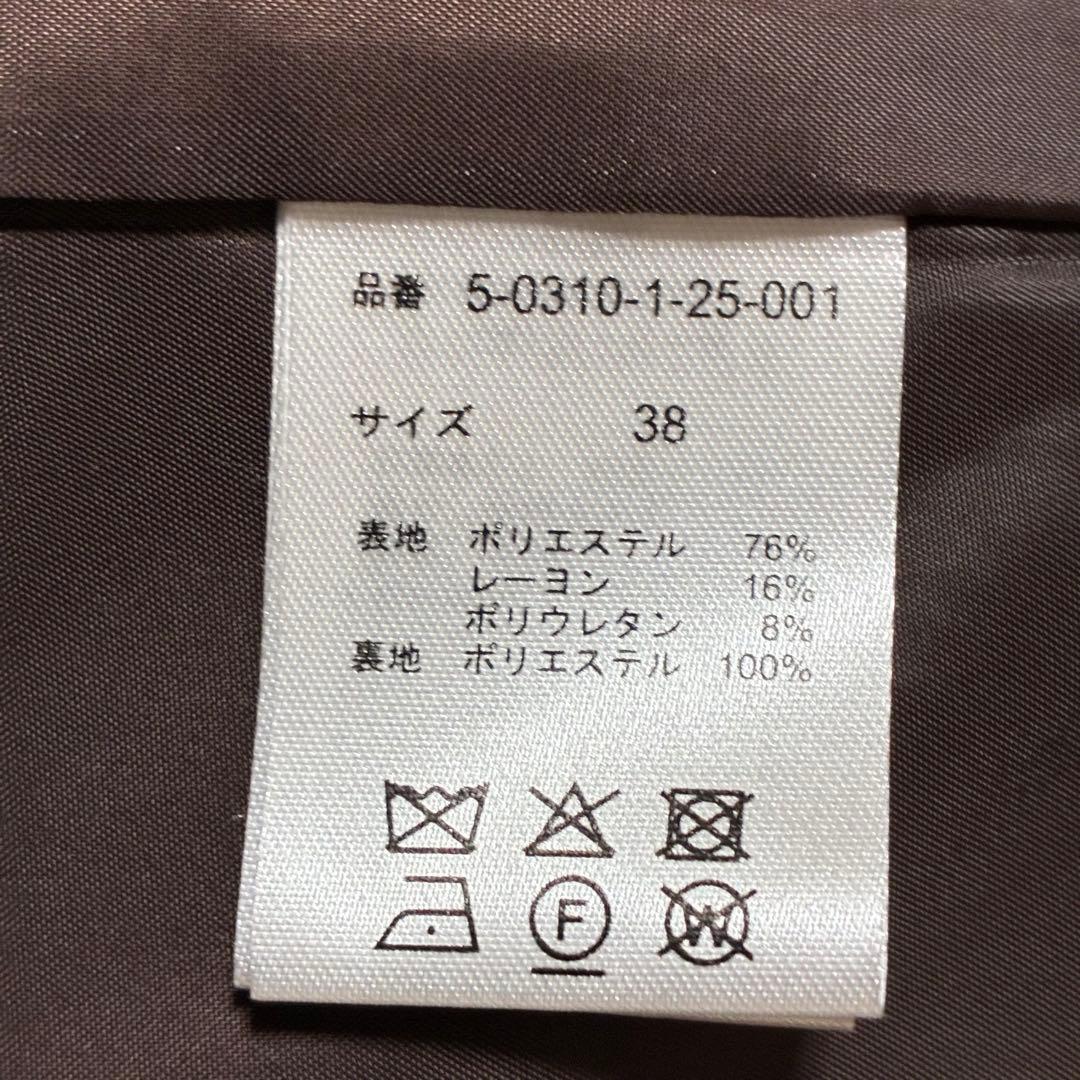 品番 5-0310-1-25-001
サイズ 38
表地 ポリエステル 76%
レーヨン 16%
ポリウレタン 8%
裏地 ポリエステル 100%
F W